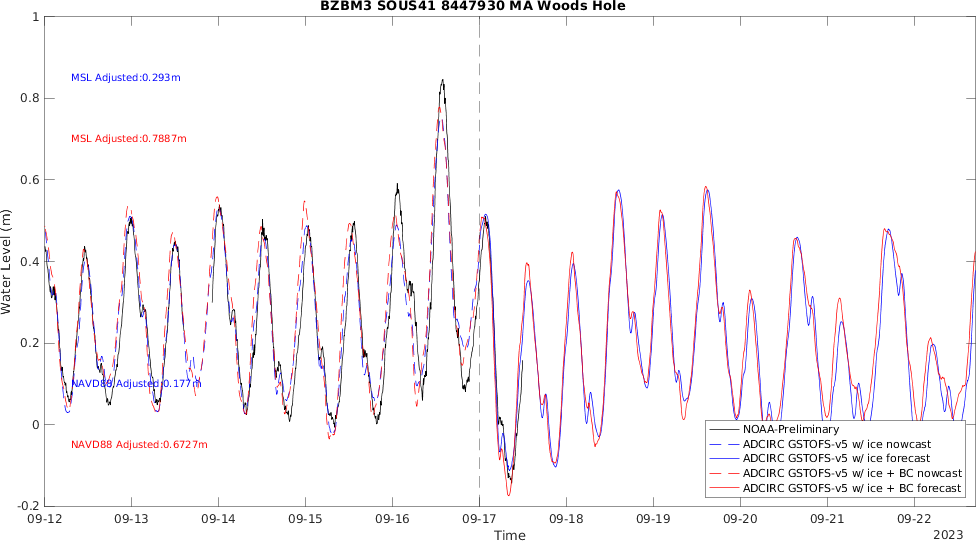 BZBM3 SOUS41 8447930 MA Woods Hole
1
MSL Adjusted:0.293m
0.8
MSL Adjusted:0.7887m
0.6
Water Level (m)
0.4
0.2
NAVD88 Adjusted:0.177m
0
NAVD88 Adjusted:0.6727m
NOAA-Preliminary
ADCIRC GSTOFS-v5 w/ ice nowcast
ADCIRC GSTOFS-v5 w/ ice forecast
ADCIRC GSTOFS-v5 w/ ice + BC nowcast
ADCIRC GSTOFS-v5 w/ ice + BC forecast
-0.2
09-12 09-13 09-14 09-15 09-16 09-17 09-18 09-19 09-20 09-21 09-22
Time
2023